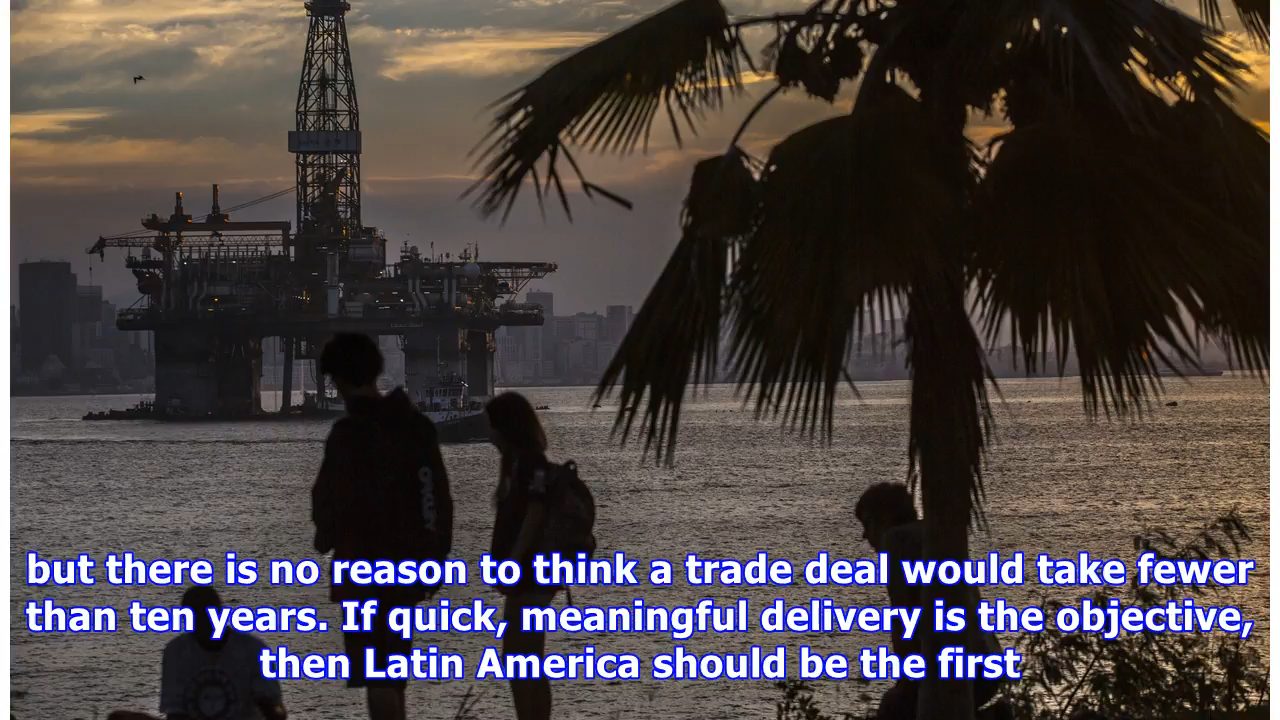 but there is no reason to think a trade deal would take fewer
than ten years. If quick, meaningful delivery is the objective,
then Latin America should be the first